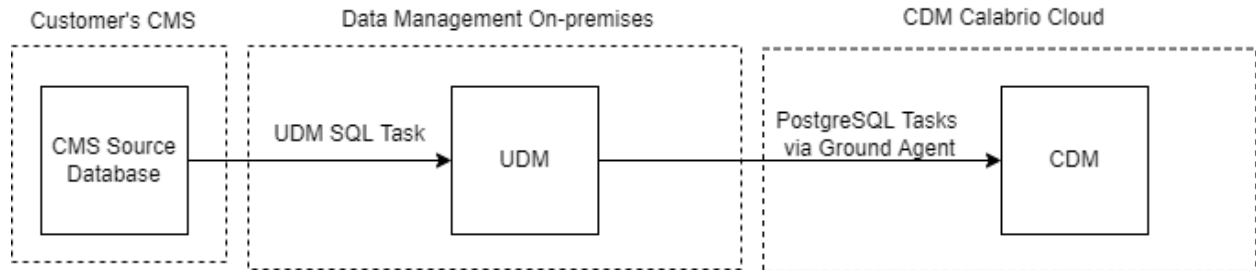 Customer's CMS
Data Management On-premises
CDM Calabrio Cloud
CMS Source
Database
UDM SQL Task
UDM
PostgreSQL Tasks
via Ground Agent
CDM